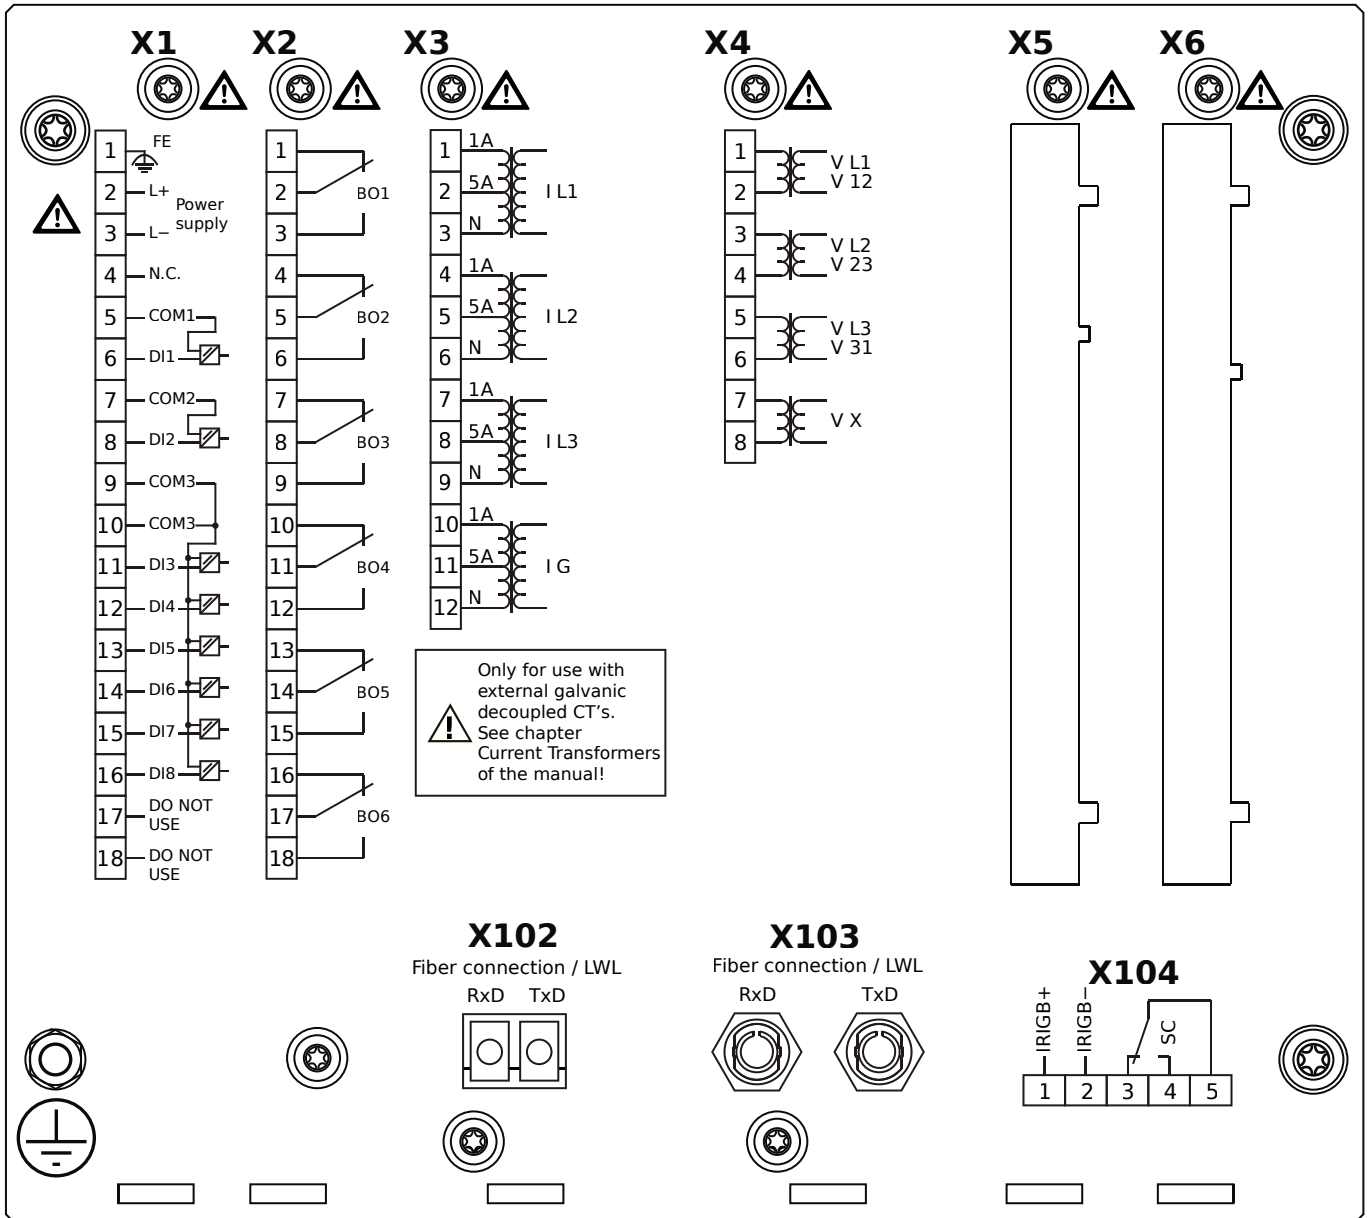 X1 X2 X3 X4 X5 X6
1 FE
2 L+
Power
supply
3 L−
4 N.C.
5 COM1
6 DI1
7 COM2
8 DI2
9 COM3
10 COM3
11 DI3
12 DI4
13 DI5
14 DI6
15 DI7
16 DI8
17 DO NOT
USE
18 DO NOT
USE
1
2 BO1
3
4
5 BO2
6
7
8 BO3
9
10
11 BO4
12
13
14 BO5
15
16
17 BO6
18
1 1A
2 5A I L1
3 N
4 1A
5 5A I L2
6 N
7 1A
8 5A I L3
9 N
10 1A
11 5A I G
12 N
! Only for use with
external galvanic
decoupled CT's.
See chapter
Current Transformers
of the manual!
1 V L1
2 V 12
3 V L2
4 V 23
5 V L3
6 V 31
7 V X
8
X102
Fiber connection / LWL
RxD TxD
X103
Fiber connection / LWL
RxD TxD
X104
IRIGB+ IRIGB− SC
1 2 3 4 5